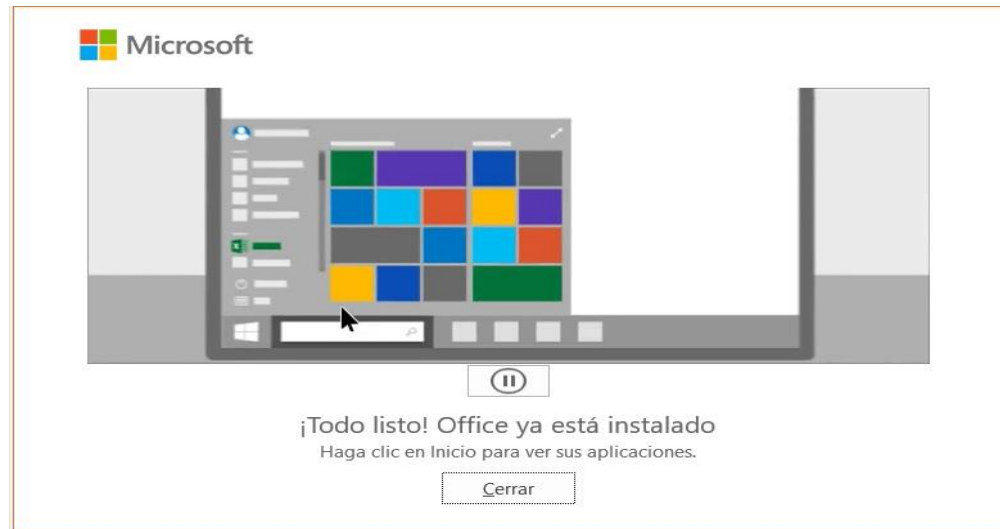 Microsoft
¡Todo listo! Office ya está instalado
Haga clic en Inicio para ver sus aplicaciones.
Cerrar